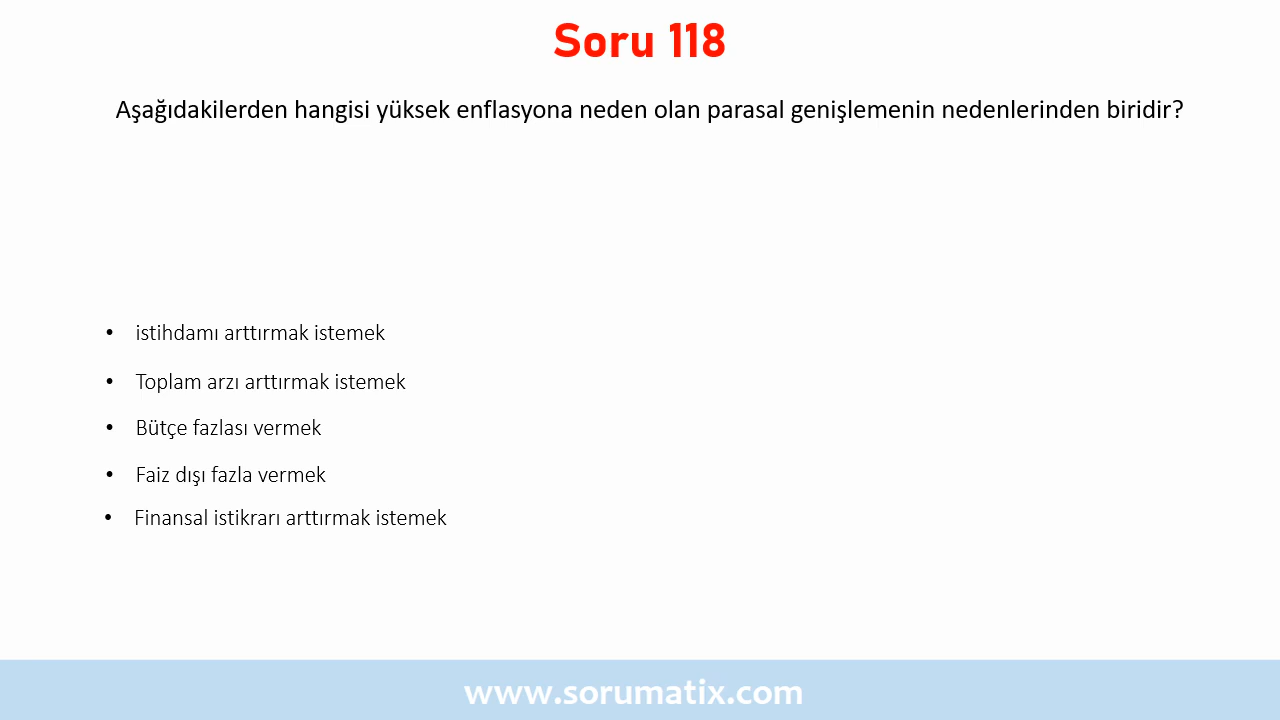 Soru 118
Aşağıdakilerden hangisi yüksek enflasyona neden olan parasal genişlemenin nedenlerinden biridir?
• istihdamı arttırmak istemek
• Toplam arzı arttırmak istemek
• Bütçe fazlası vermek
• Faiz dışı fazla vermek
• Finansal istikrarı arttırmak istemek
www.sorumatix.com